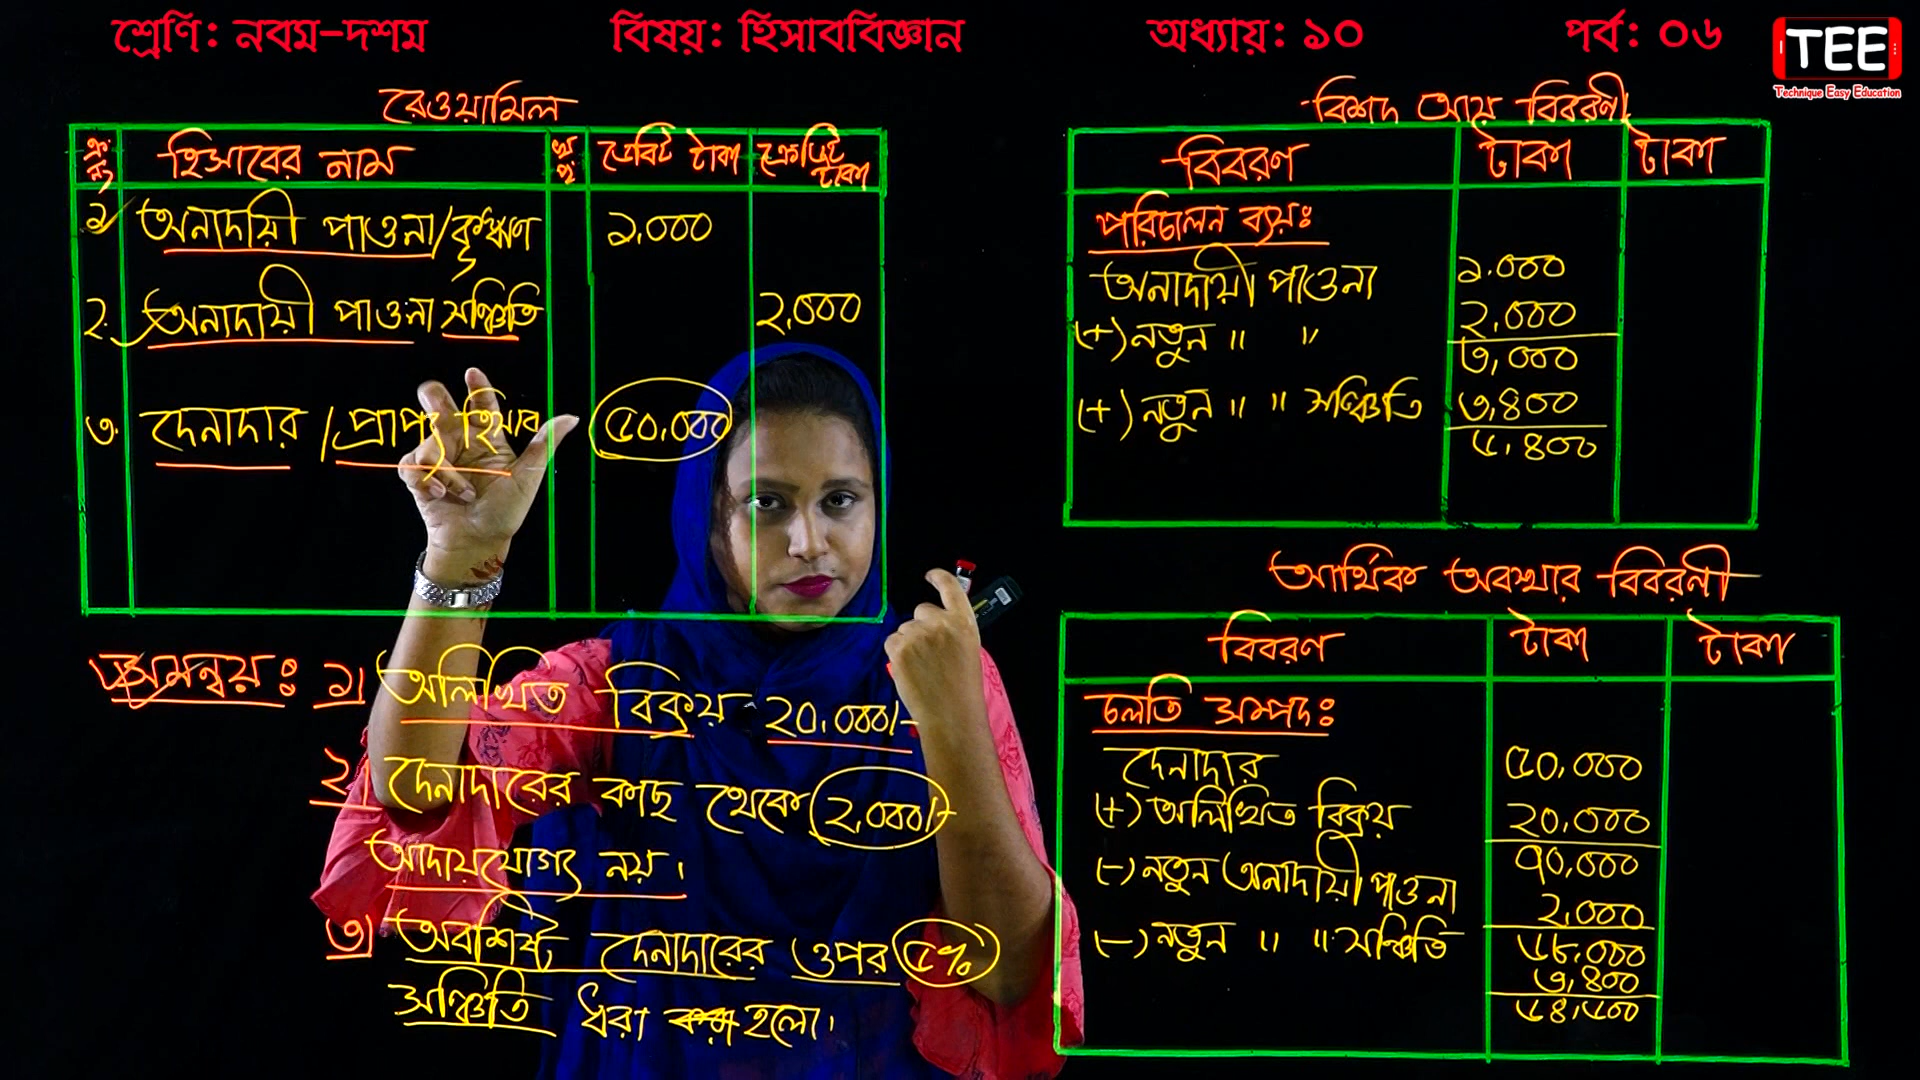 শ্রেণি: নবম-দশম বিষয়: হিসাববিজ্ঞান অধ্যায়: ১০ পর্ব: ০৬
TEE
Technique Easy Education
রেওয়ামিল
ক্র: নং হিসাবের নাম খ: পৃ: ডেবিট টাকা ক্রেডিট টাকা
১ অনাদায়ী পাওনা/কুঋণ ১,০০০
২. অনাদায়ী পাওনা সঞ্চিতি ২,০০০
৩. দেনাদার /প্রাপ্য হিসাব ৫০,০০০
সমন্বয়ঃ ১। অলিখিত বিক্রয় ২০,০০০/-
২। দেনাদারের কাছ থেকে ২,০০০/-
আদায়যোগ্য নয়।
৩। অবশিষ্ট দেনাদারের ওপর ৫%
সঞ্চিতি ধরা হলো।
বিশদ আয় বিবরণী
বিবরণ টাকা টাকা
পরিচালন ব্যয়ঃ
অনাদায়ী পাওনা ১,০০০
(+) নতুন " " ২,০০০
৩,০০০
(+) নতুন " " সঞ্চিতি ৩,৪০০
৫,৪০০
আর্থিক অবস্থার বিবরণী
বিবরণ টাকা টাকা
চলতি সম্পদঃ
দেনাদার ৫০,০০০
(+) অলিখিত বিক্রয় ২০,০০০
৭০,০০০
(-) নতুন অনাদায়ী পাওনা ২,০০০
৬৮,০০০
(-) নতুন " " সঞ্চিতি ৩,৪০০